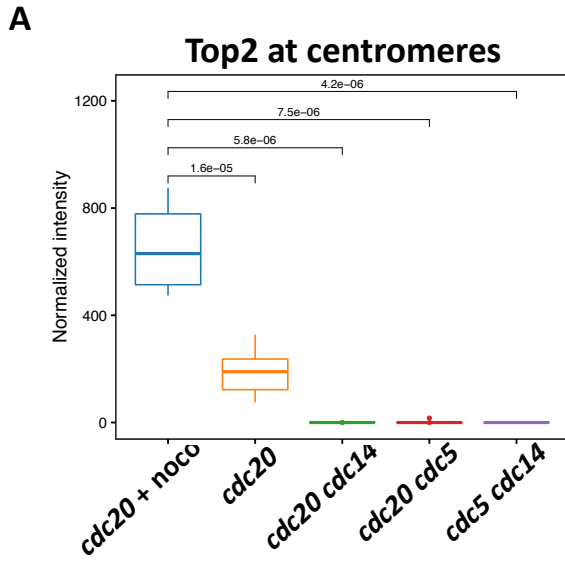 A
Top2 at centromeres
4.2e−06
7.5e−06
5.8e−06
1.6e−05
1200
800
400
0
Normalized intensity
cdc20 + noco
cdc20
cdc20 cdc14
cdc20 cdc5
cdc5 cdc14